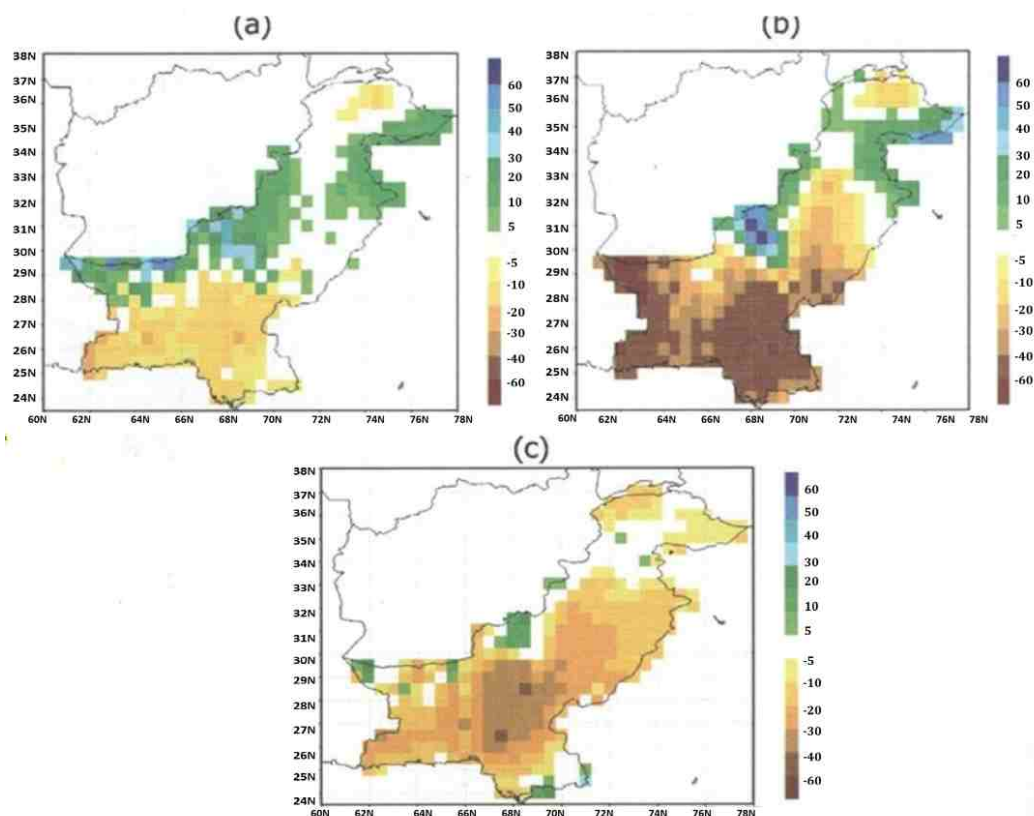 (a)
38N
37N
36N
35N
34N
33N
32N
31N
30N
29N
28N
27N
26N
25N
24N
60N 62N 64N 66N 68N 70N 72N 74N 76N 78N
60
50
40
30
20
10
5
-5
-10
-20
-30
-40
-60
(b)
38N
37N
36N
35N
34N
33N
32N
31N
30N
29N
28N
27N
26N
25N
24N
60N 62N 64N 66N 68N 70N 72N 74N 76N 78N
60
50
40
30
20
10
5
-5
-10
-20
-30
-40
-60
(c)
38N
37N
36N
35N
34N
33N
32N
31N
30N
29N
28N
27N
26N
25N
24N
60N 62N 64N 66N 68N 70N 72N 74N 76N 78N
60
50
40
30
20
10
5
-5
-10
-20
-30
-40
-60